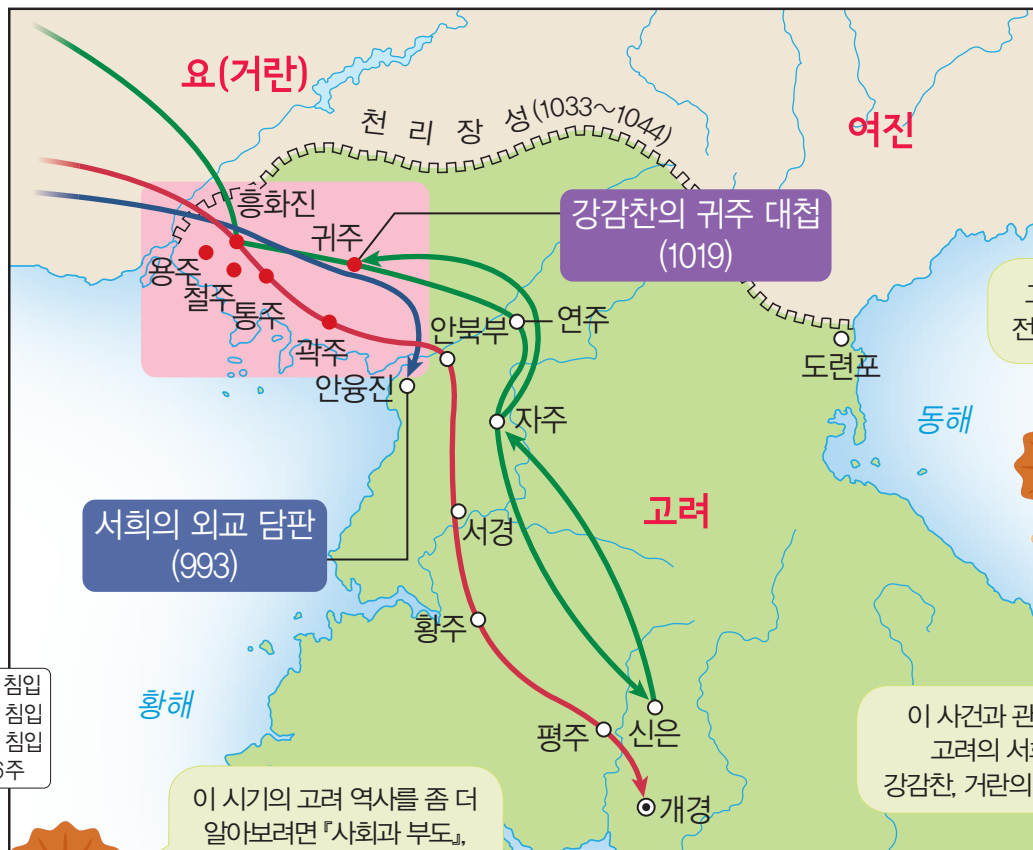 요(거란)
천리장성(1033~1044)
여진
흥화진
귀주
강감찬의 귀주 대첩
(1019)
용주
철주
통주
곽주
안북부
연주
안융진
도련포
자주
동해
고려
서희의 외교 담판
(993)
서경
황주
황해
침입
침입
침입
6주
평주
신은
개경
이 시기의 고려 역사를 좀 더
알아보려면 『사회과 부도』,
전
이 사건과 관
고려의 서희
강감찬, 거란의